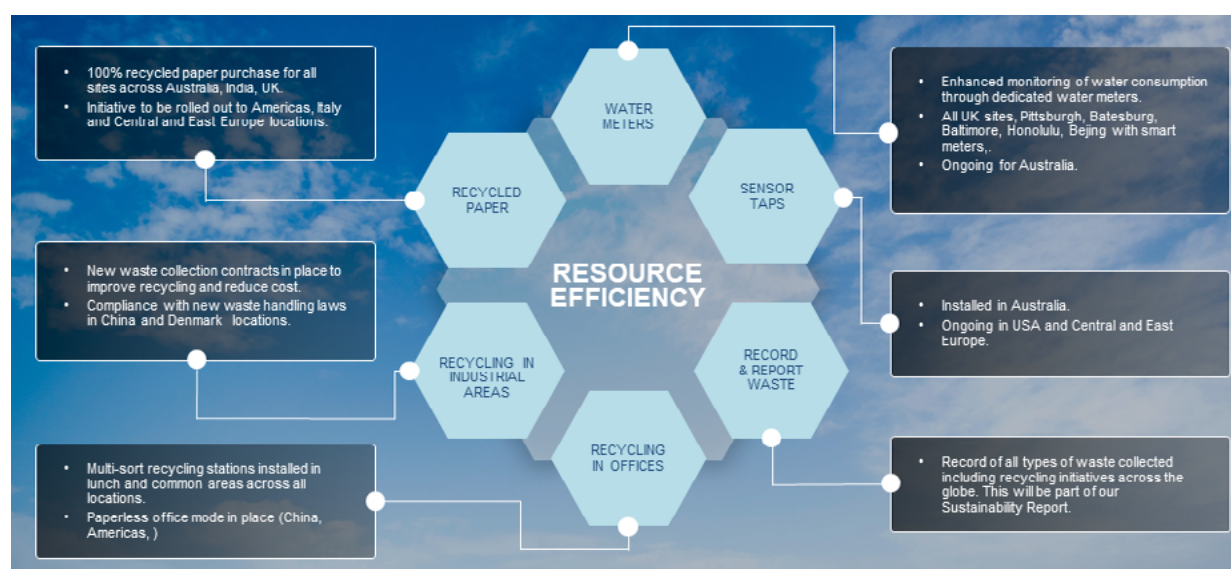 • 100% recycled paper purchase for all
sites across Australia, India, UK.
• Initiative to be rolled out to Americas, Italy
and Central and East Europe locations.
• New waste collection contracts in place to
improve recycling and reduce cost.
• Compliance with new waste handling laws
in China and Denmark locations.
• Multi-sort recycling stations installed in
lunch and common areas across all
locations.
• Paperless office mode in place (China,
Americas, )
WATER
METERS
RECYCLED
PAPER
SENSOR
TAPS
RESOURCE
EFFICIENCY
RECYCLING IN
INDUSTRIAL
AREAS
RECORD
& REPORT
WASTE
RECYCLING
IN OFFICES
• Enhanced monitoring of water consumption
through dedicated water meters.
• All UK sites, Pittsburgh, Batesburg,
Baltimore, Honolulu, Bejing with smart
meters,.
• Ongoing for Australia.
• Installed in Australia.
• Ongoing in USA and Central and East
Europe.
• Record of all types of waste collected
including recycling initiatives across the
globe. This will be part of our
Sustainability Report.